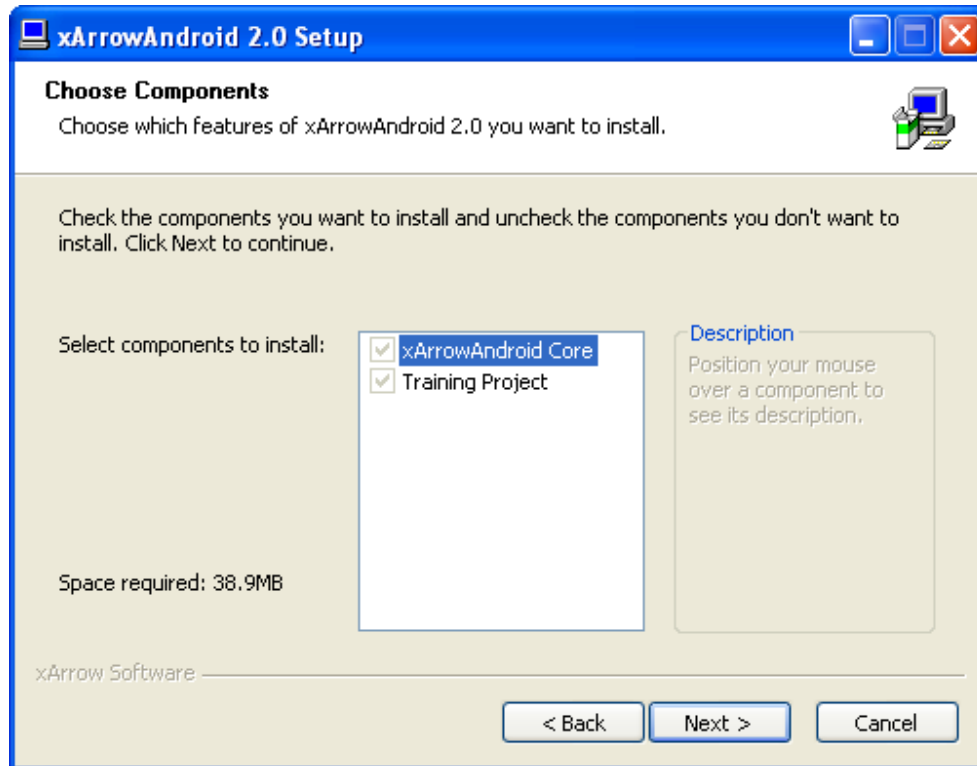 xArrowAndroid 2.0 Setup
Choose Components
Choose which features of xArrowAndroid 2.0 you want to install.
Check the components you want to install and uncheck the components you don't want to
install. Click Next to continue.
Select components to install:
xArrowAndroid Core
Training Project
Description
Position your mouse
over a component to
see its description.
Space required: 38.9MB
xArrow Software
< Back
Next >
Cancel